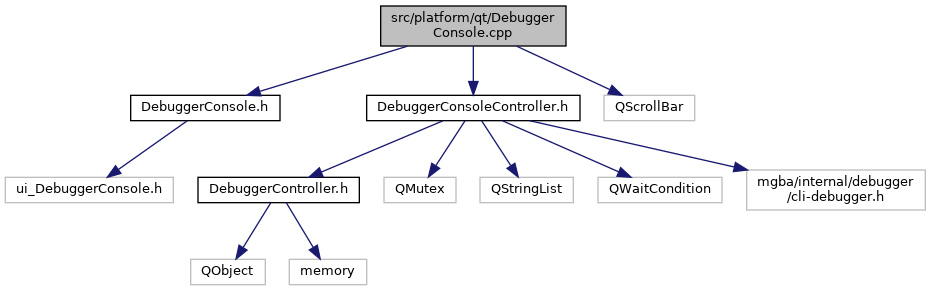 src/platform/qt/Debugger
Console.cpp
DebuggerConsole.h
DebuggerConsoleController.h
QScrollBar
ui_DebuggerConsole.h
DebuggerController.h
QMutex
QStringList
QWaitCondition
mgba/internal/debugger
/cli-debugger.h
QObject
memory